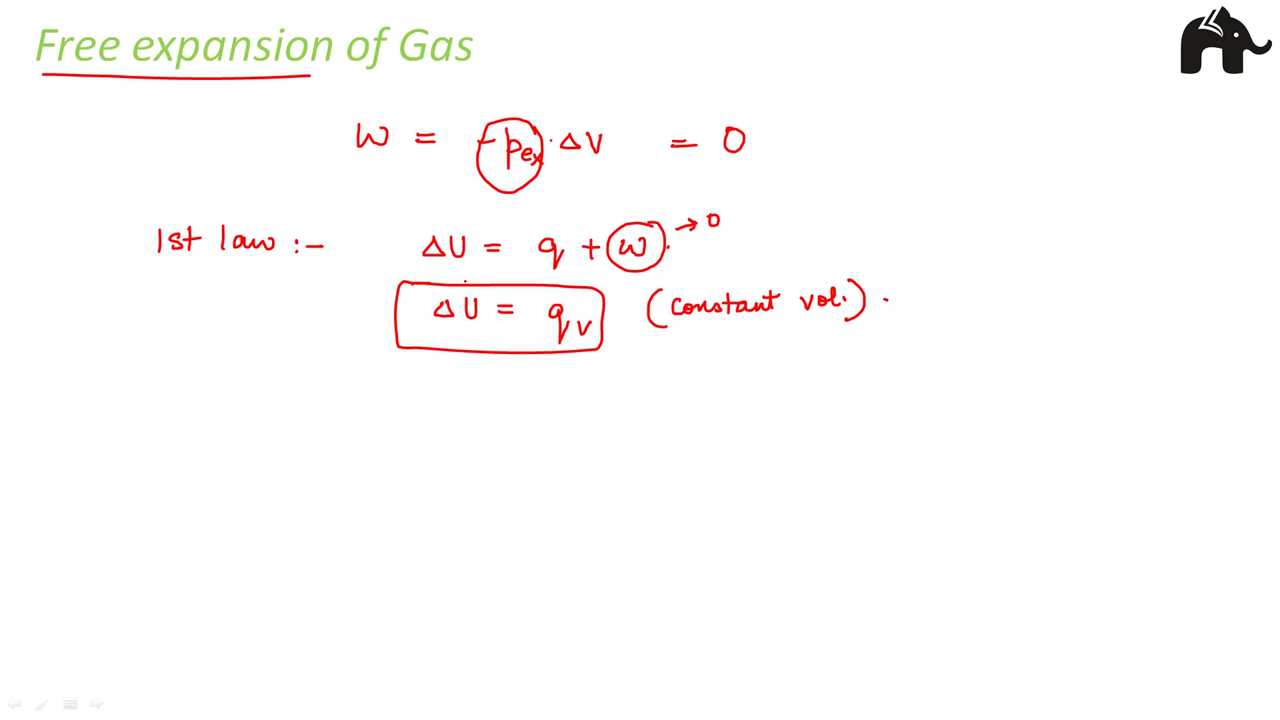 Free expansion of Gas
W = -Pex · ΔV = 0
1st law :- ΔU = q + w. → 0
ΔU = qv (constant vol.).